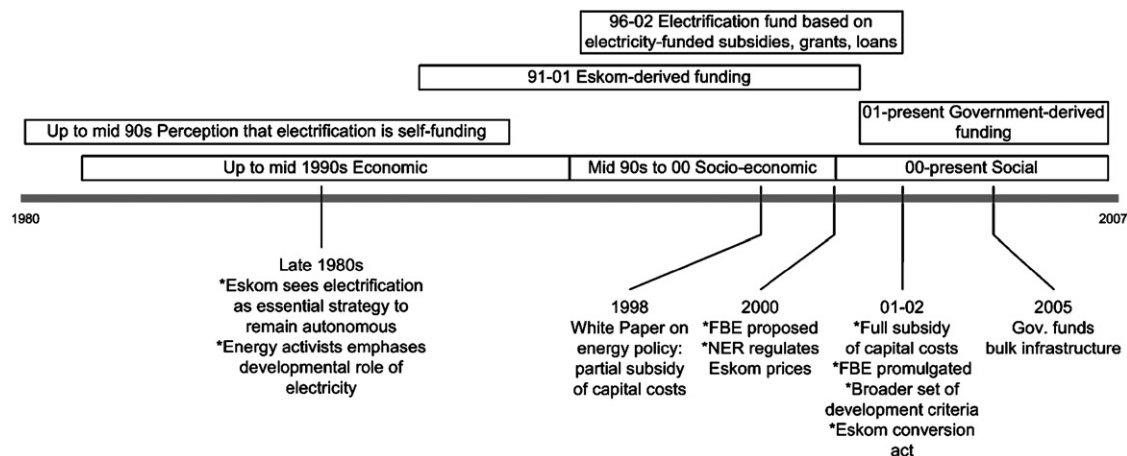 96-02 Electrification fund based on
electricity-funded subsidies, grants, loans
91-01 Eskom-derived funding
Up to mid 90s Perception that electrification is self-funding
01-present Government-derived
funding
Up to mid 1990s Economic
Mid 90s to 00 Socio-economic
00-present Social
1980
2007
Late 1980s
*Eskom sees electrification
as essential strategy to
remain autonomous
*Energy activists emphases
developmental role of
electricity
1998
White Paper on
energy policy:
partial subsidy
of capital costs
2000
*FBE proposed
*NER regulates
Eskom prices
01-02
*Full subsidy
of capital costs
*FBE promulgated
*Broader set of
development criteria
*Eskom conversion
act
2005
Gov. funds
bulk infrastructure